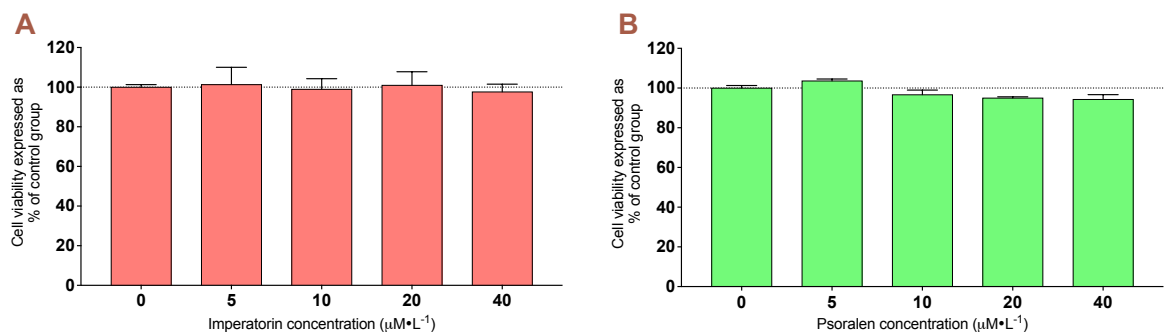 A
Cell viability expressed as
% of control group
120
100
80
60
40
20
0
0 5 10 20 40
Imperatorin concentration (μM•L⁻¹)
B
Cell viability expressed as
% of control group
120
100
80
60
40
20
0
0 5 10 20 40
Psoralen concentration (μM•L⁻¹)